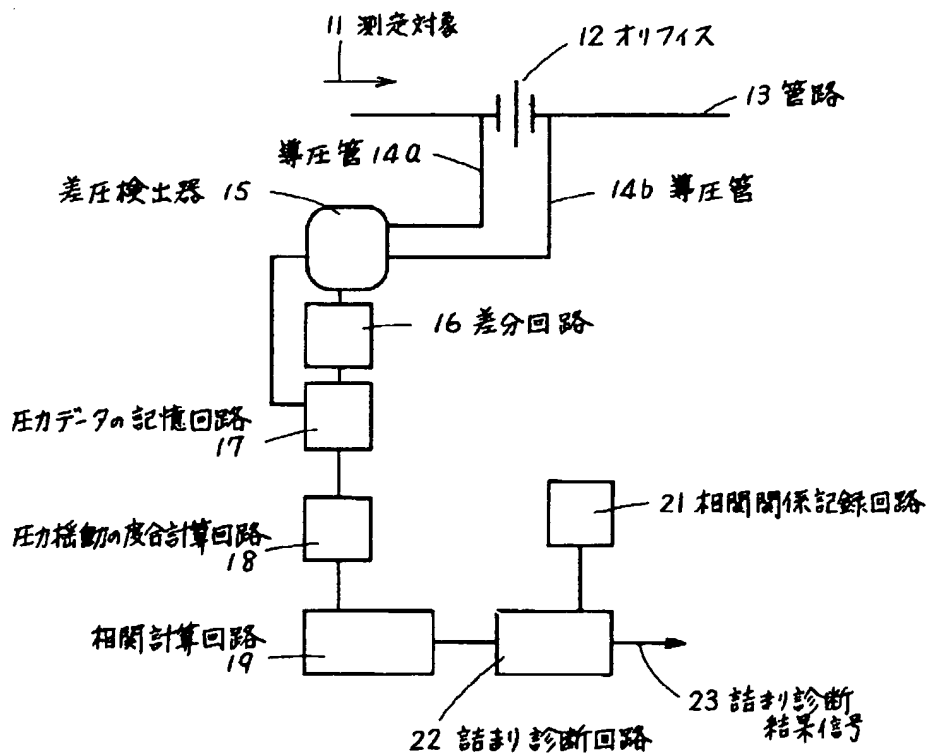 11 測定対象
12 オリフィス
13 管路
導圧管 14a
14b 導圧管
差圧検出器 15
16 差分回路
圧力データの記憶回路
17
21 相関関係記録回路
圧力揺動の度合計算回路
18
相関計算回路
19
23 詰まり診断
結果信号
22 詰まり診断回路